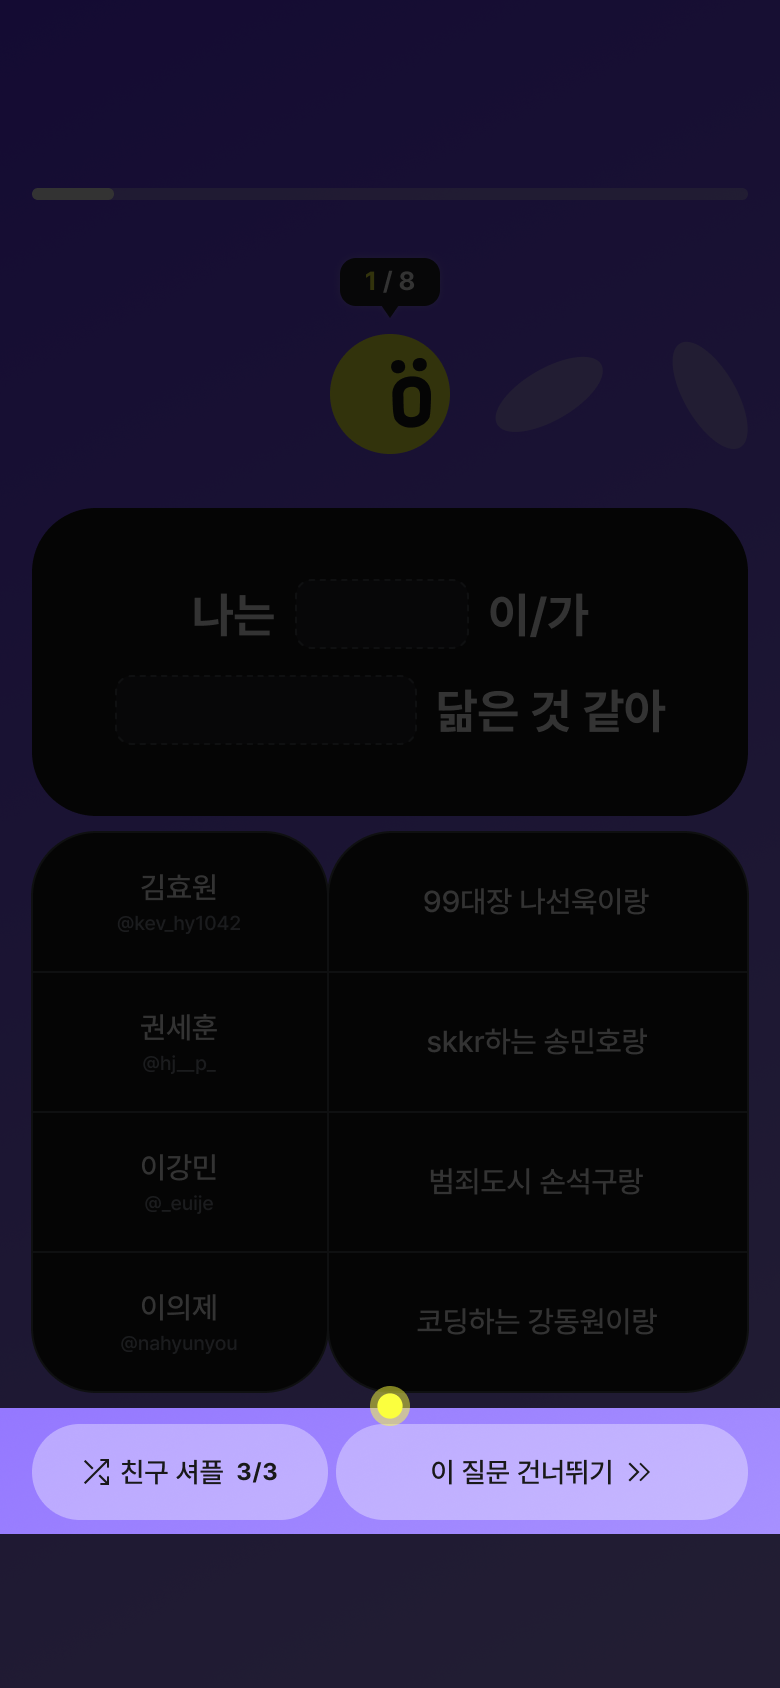 1 / 8
나는 이/가
닮은 것 같아
김효원
@kev_hy1042
99대장 나선욱이랑
권세훈
@hj__p_
skkr하는 송민호랑
이강민
@_euije
범죄도시 손석구랑
이의제
@nahyunyou
코딩하는 강동원이랑
친구 셔플 3/3
이 질문 건너뛰기